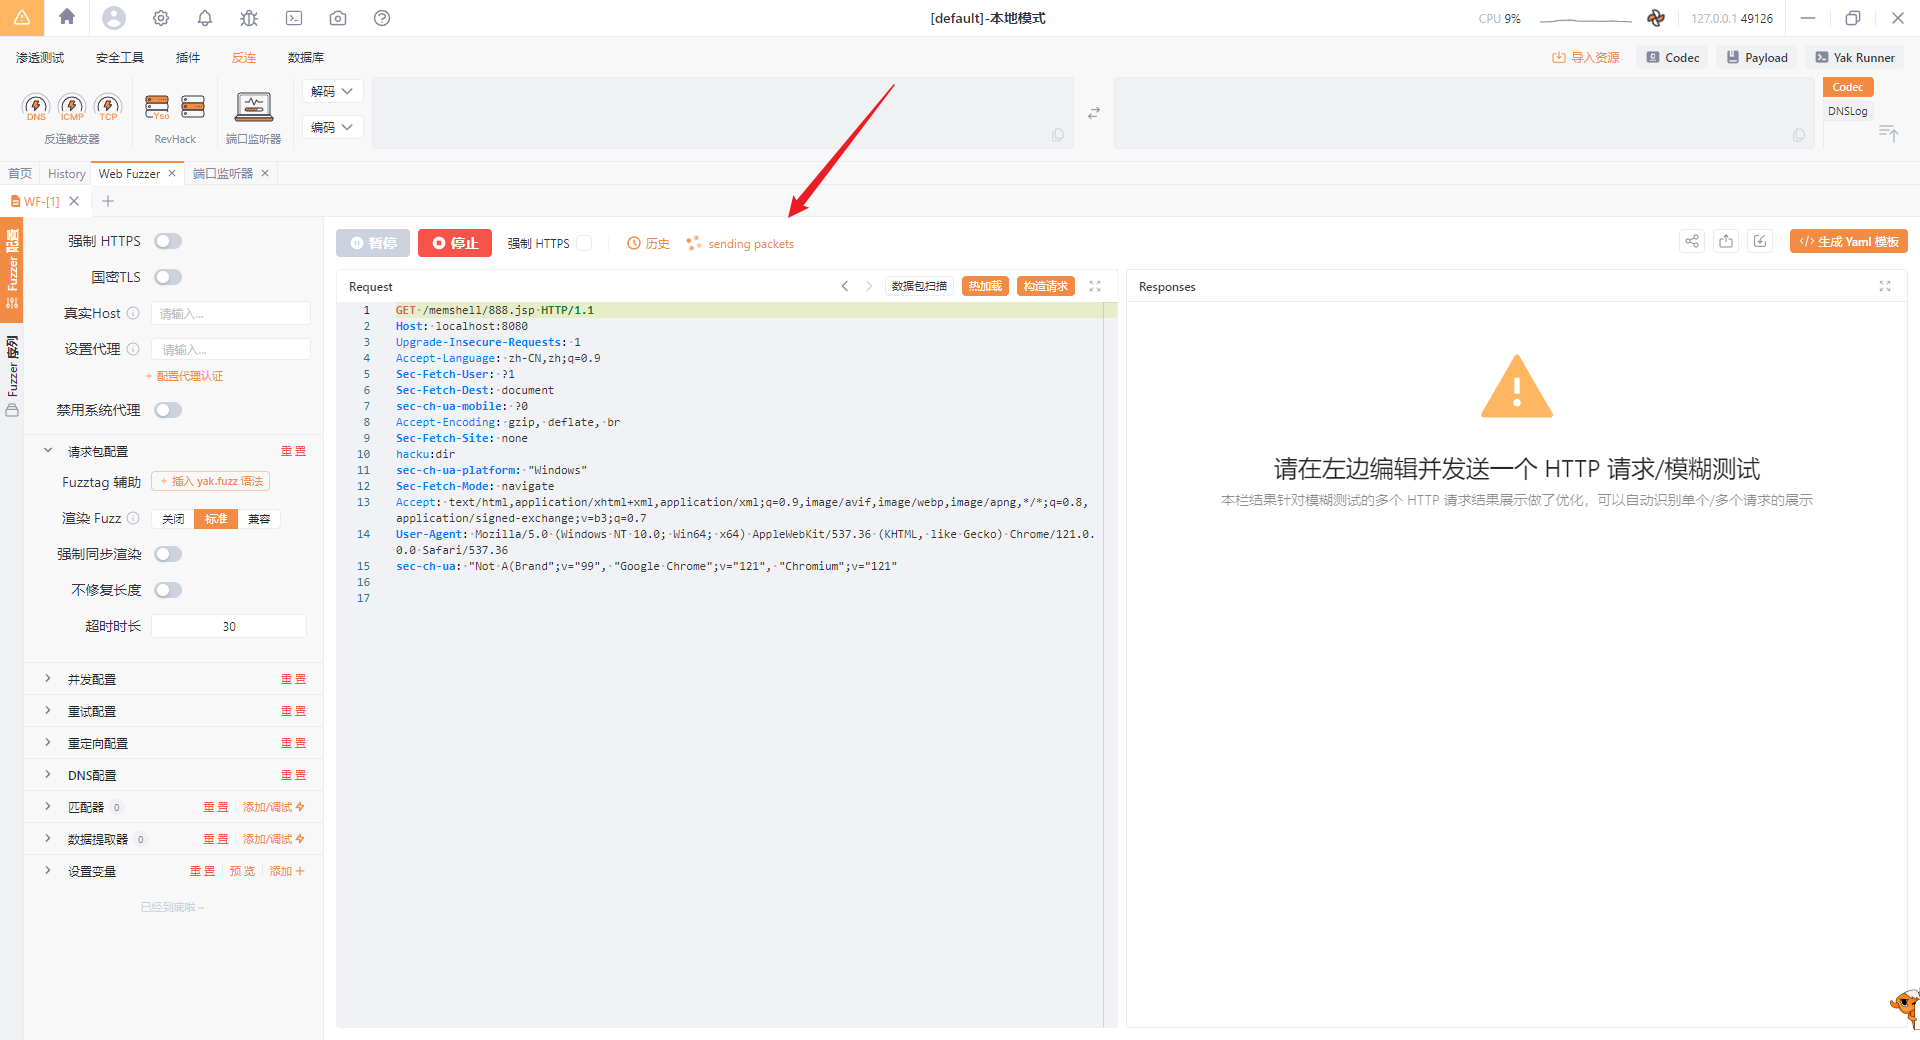 [default]-本地模式
CPU 9%
127.0.0.1 49126
渗透测试 安全工具 插件 反连 数据库
导入资源 Codec Payload Yak Runner
DNS ICMP TCP
反连触发器
Yso
RevHack
端口监听器
解码
编码
Codec
DNSLog
首页 History Web Fuzzer 端口监听器
WF-[1]
Fuzzer 配置
Fuzzer 序列
强制 HTTPS
国密TLS
真实Host 请输入...
设置代理 请输入...
+ 配置代理认证
禁用系统代理
请求包配置 重置
Fuzztag 辅助 + 插入 yak.fuzz 语法
渲染 Fuzz 关闭 标准 兼容
强制同步渲染
不修复长度
超时时长 30
并发配置 重置
重试配置 重置
重定向配置 重置
DNS配置 重置
匹配器 0 重置 添加/调试
数据提取器 0 重置 添加/调试
设置变量 重置 预览 添加
已经到底啦~
暂停 停止 强制 HTTPS 历史 sending packets
</> 生成 Yaml 模板
Request 数据包扫描 热加载 构造请求
1 GET /memshell/888.jsp HTTP/1.1
2 Host: localhost:8080
3 Upgrade-Insecure-Requests: 1
4 Accept-Language: zh-CN,zh;q=0.9
5 Sec-Fetch-User: ?1
6 Sec-Fetch-Dest: document
7 sec-ch-ua-mobile: ?0
8 Accept-Encoding: gzip, deflate, br
9 Sec-Fetch-Site: none
10 hacku:dir
11 sec-ch-ua-platform: "Windows"
12 Sec-Fetch-Mode: navigate
13 Accept: text/html,application/xhtml+xml,application/xml;q=0.9,image/avif,image/webp,image/apng,*/*;q=0.8,
application/signed-exchange;v=b3;q=0.7
14 User-Agent: Mozilla/5.0 (Windows NT 10.0; Win64; x64) AppleWebKit/537.36 (KHTML, like Gecko) Chrome/121.0.
0.0 Safari/537.36
15 sec-ch-ua: "Not A(Brand";v="99", "Google Chrome";v="121", "Chromium";v="121"
16
17
Responses
请在左边编辑并发送一个 HTTP 请求/模糊测试
本栏结果针对模糊测试的多个 HTTP 请求结果展示做了优化，可以自动识别单个/多个请求的展示